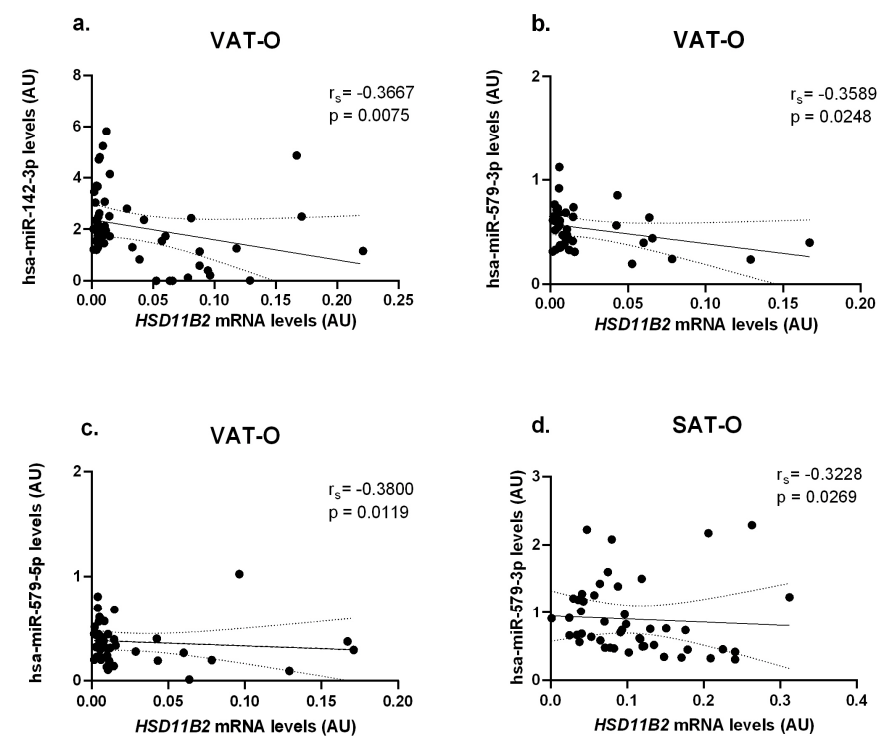 a.
VAT-O
hsa-miR-142-3p levels (AU)
rs= -0.3667
p = 0.0075
8
6
4
2
0
0.00 0.05 0.10 0.15 0.20 0.25
HSD11B2 mRNA levels (AU)
b.
VAT-O
hsa-miR-579-3p levels (AU)
rs= -0.3589
p = 0.0248
2
1
0
0.00 0.05 0.10 0.15 0.20
HSD11B2 mRNA levels (AU)
c.
VAT-O
hsa-miR-579-5p levels (AU)
rs= -0.3800
p = 0.0119
2
1
0
0.00 0.05 0.10 0.15 0.20
HSD11B2 mRNA levels (AU)
d.
SAT-O
hsa-miR-579-3p levels (AU)
rs= -0.3228
p = 0.0269
3
2
1
0
0.0 0.1 0.2 0.3 0.4
HSD11B2 mRNA levels (AU)